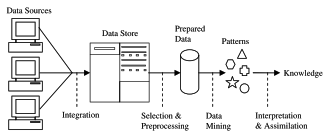 Data Sources
Data Store
Prepared
Data
Patterns
Knowledge
Integration
Selection &
Preprocessing
Data
Mining
Interpretation
& Assimilation